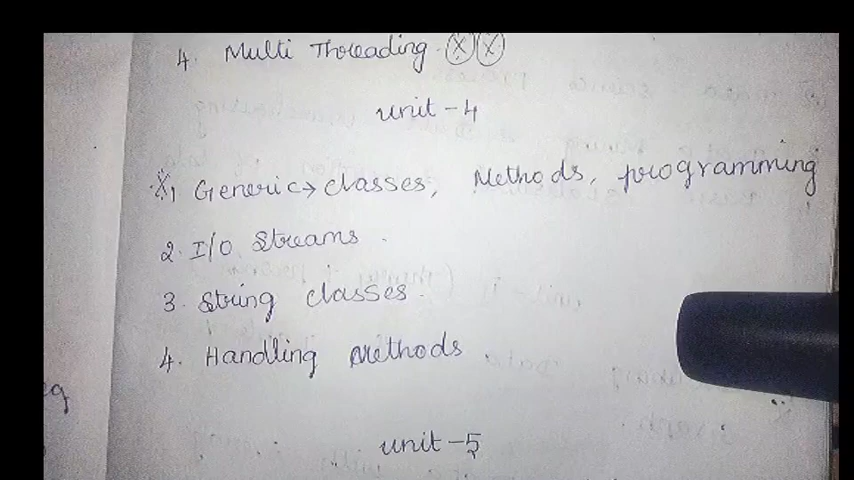 4. Multi Threading. (X)(X)
unit - 4
X 1 Generic → classes, Methods, programming
2. I/O Streams.
3. String classes.
4. Handling Methods.
unit - 5